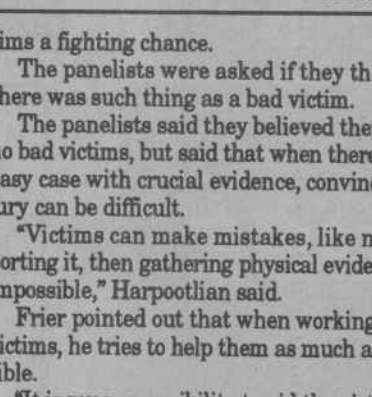 ims a fighting chance.
The panelists were asked if they th
here was such thing as a bad victim.
The panelists said they believed the
no bad victims, but said that when there
asy case with crucial evidence, convinc
ury can be difficult.
"Victims can make mistakes, like n
orting it, then gathering physical evide
mpossible," Harpootlian said.
Frier pointed out that when working
victims, he tries to help them as much a
ible.